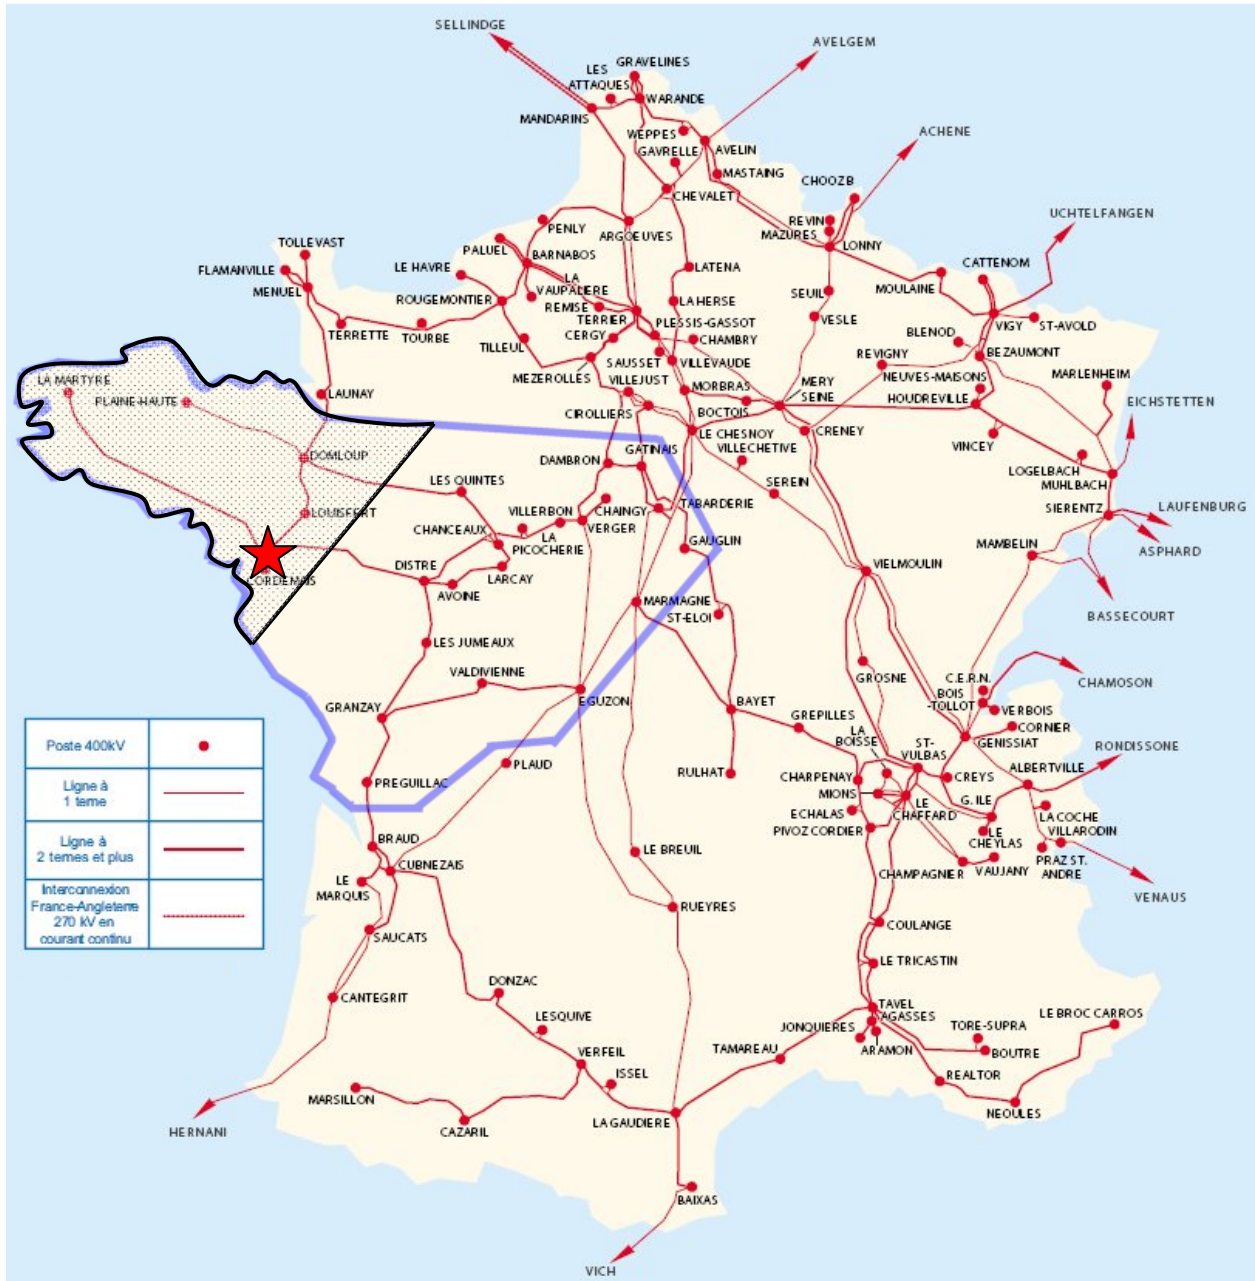 SELLINDGE
AVELGEM
GRAVELINES
LES
ATTAQUES
WARANDE
MANDARINS
WEPPES
AVELIN
GAVRELLE
MASTAING
ACHENE
CHOOZB
CHEVALET
REVIN
MAZURES
LONNY
UCHTELFANGEN
PENLY
ARGOEUVES
PALUEL
BARNABOS
TOLLEVAST
FLAMANVILLE
MENUEL
LE HAVRE
LA
VAUPALIERE
LATENA
CATTENOM
MOULAINE
ROUGEMONTIER
REMISE
TERRIER
LA HERSE
SEUIL
VESLE
VIGY
ST-AVOLD
TERRETTE
TOURBE
TILLEUL
CERGY
PLESSIS-GASSOT
CHAMBRY
BLENOD
BEZAUMONT
REVIGNY
SAUSSET
VILLEVAUDE
MEZEROLLES
VILLEJUST
MORBRAS
MERY
SEINE
NEUVES-MAISONS
HOUDREVILLE
MARLENHEIM
EICHSTETTEN
LA MARTYRE
PLAINE-HAUTE
LAUNAY
CIROLLIERS
BOCTOIS
LE CHESNOY
CRENEY
VINCEY
VILLECHETIVE
DOMLOUP
GATINAIS
DAMBRON
LOGELBACH
MUHLBACH
SEREIN
LES QUINTES
VILLERBON
CHAINGY
TABARDERIE
SIERENTZ
LAUFENBURG
LOUISFERT
CHANCEAUX
LA
PICOCHERIE
VERGER
GAUGLIN
MAMBELIN
ASPHARD
CORDEMAIS
DISTRE
LARCAY
AVOINE
VIELMOULIN
MARMAGNE
ST-ELOI
BASSECOURT
LES JUMEAUX
VALDIVIENNE
GROSNE
C.E.R.N.
BOIS
-TOLLOT
CHAMOSON
VERBOIS
CORNIER
GRANZAY
EGUZON
BAYET
GREPILLES
LA
BOISSE
ST-
VULBAS
GENISSIAT
RONDISSONE
Poste 400kV
Ligne à
1 terne
Ligne à
2 ternes et plus
Interconnexion
France-Angleterre
270 kV en
courant continu
PLAUD
PREGUILLAC
RULHAT
CHARPENAY
MIONS
CREYS
ALBERTVILLE
G. ILE
ECHALAS
PIVOZ CORDIER
LE
CHAFFARD
LE
CHEYLAS
LA COCHE
VILLARODIN
BRAUD
CUBNEZAIS
LE BREUIL
CHAMPAGNIER
VAUJANY
PRAZ ST.
ANDRE
VENAUS
LE
MARQUIS
RUEYRES
SAUCATS
COULANGE
LE TRICASTIN
CANTEGRIT
DONZAC
LESQUIVE
TAVEL
AGASSES
JONQUIERES
ARAMON
TORE-SUPRA
BOUTRE
LE BROC CARROS
VERFEIL
ISSEL
TAMAREAU
REALTOR
NEOULES
MARSILLON
CAZARIL
LA GAUDIERE
HERNANI
BAIXAS
VICH